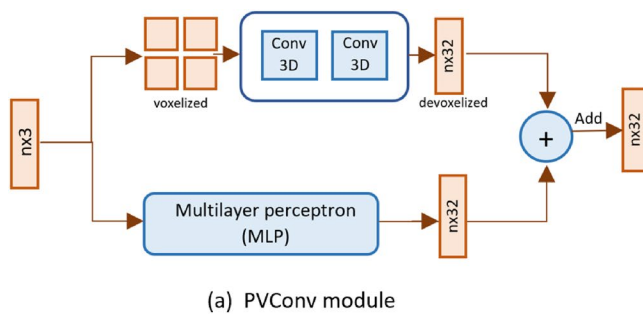 nx3
voxelized
Conv
3D
Conv
3D
nx32
devoxelized
Multilayer perceptron
(MLP)
nx32
+
Add
nx32
(a) PVConv module